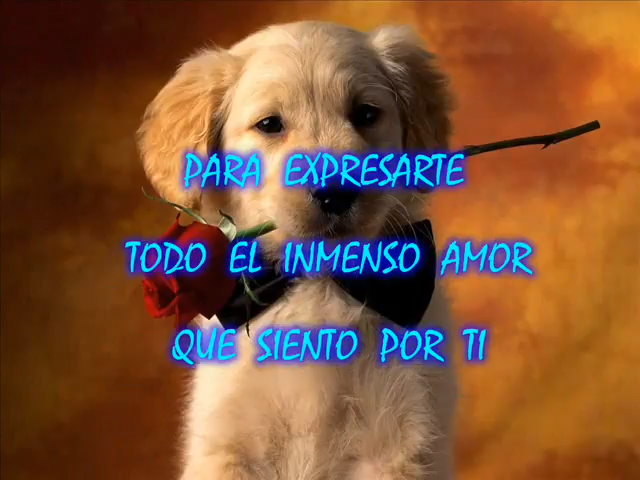 PARA EXPRESARTE
TODO EL INMENSO AMOR
QUE SIENTO POR TI